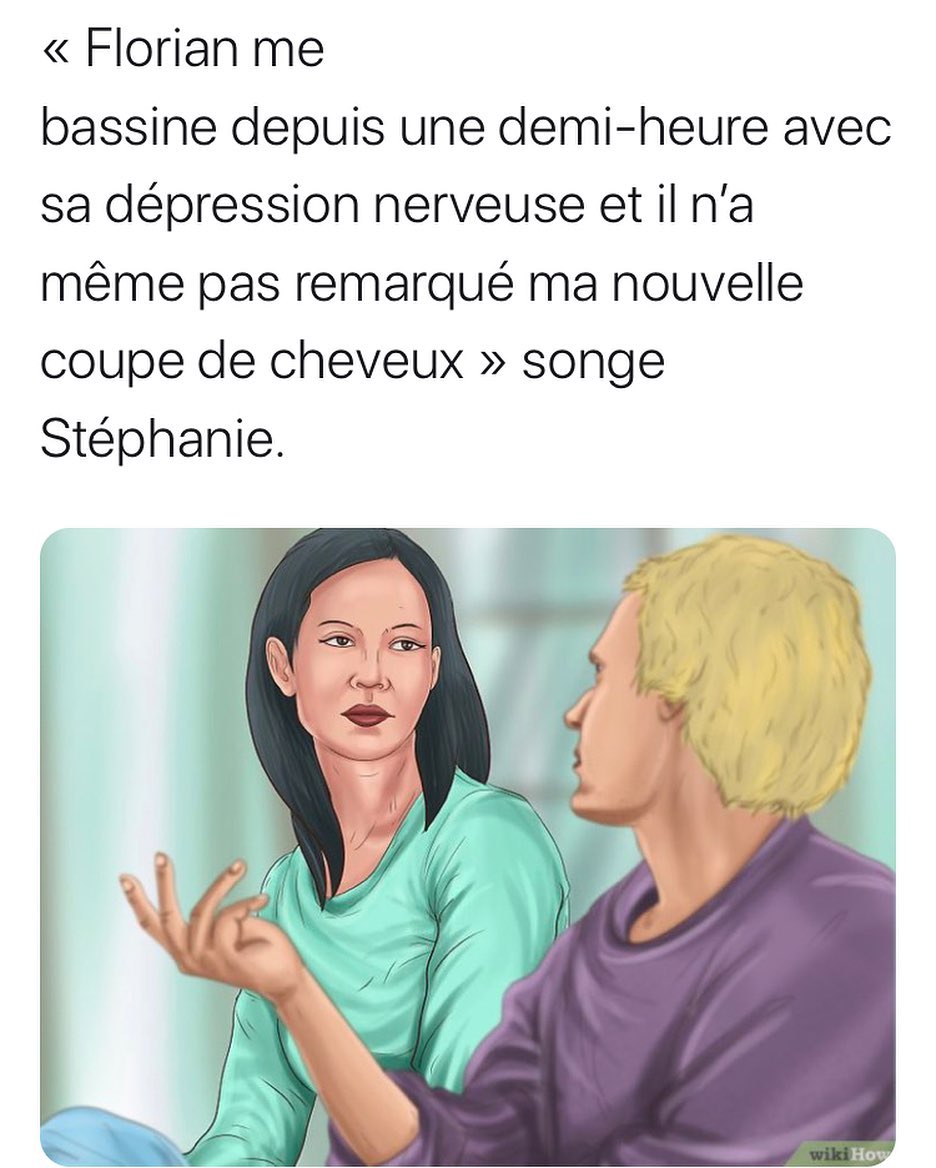 « Florian me
bassine depuis une demi-heure avec
sa dépression nerveuse et il n’a
même pas remarqué ma nouvelle
coupe de cheveux » songe
Stéphanie.
wikiHow